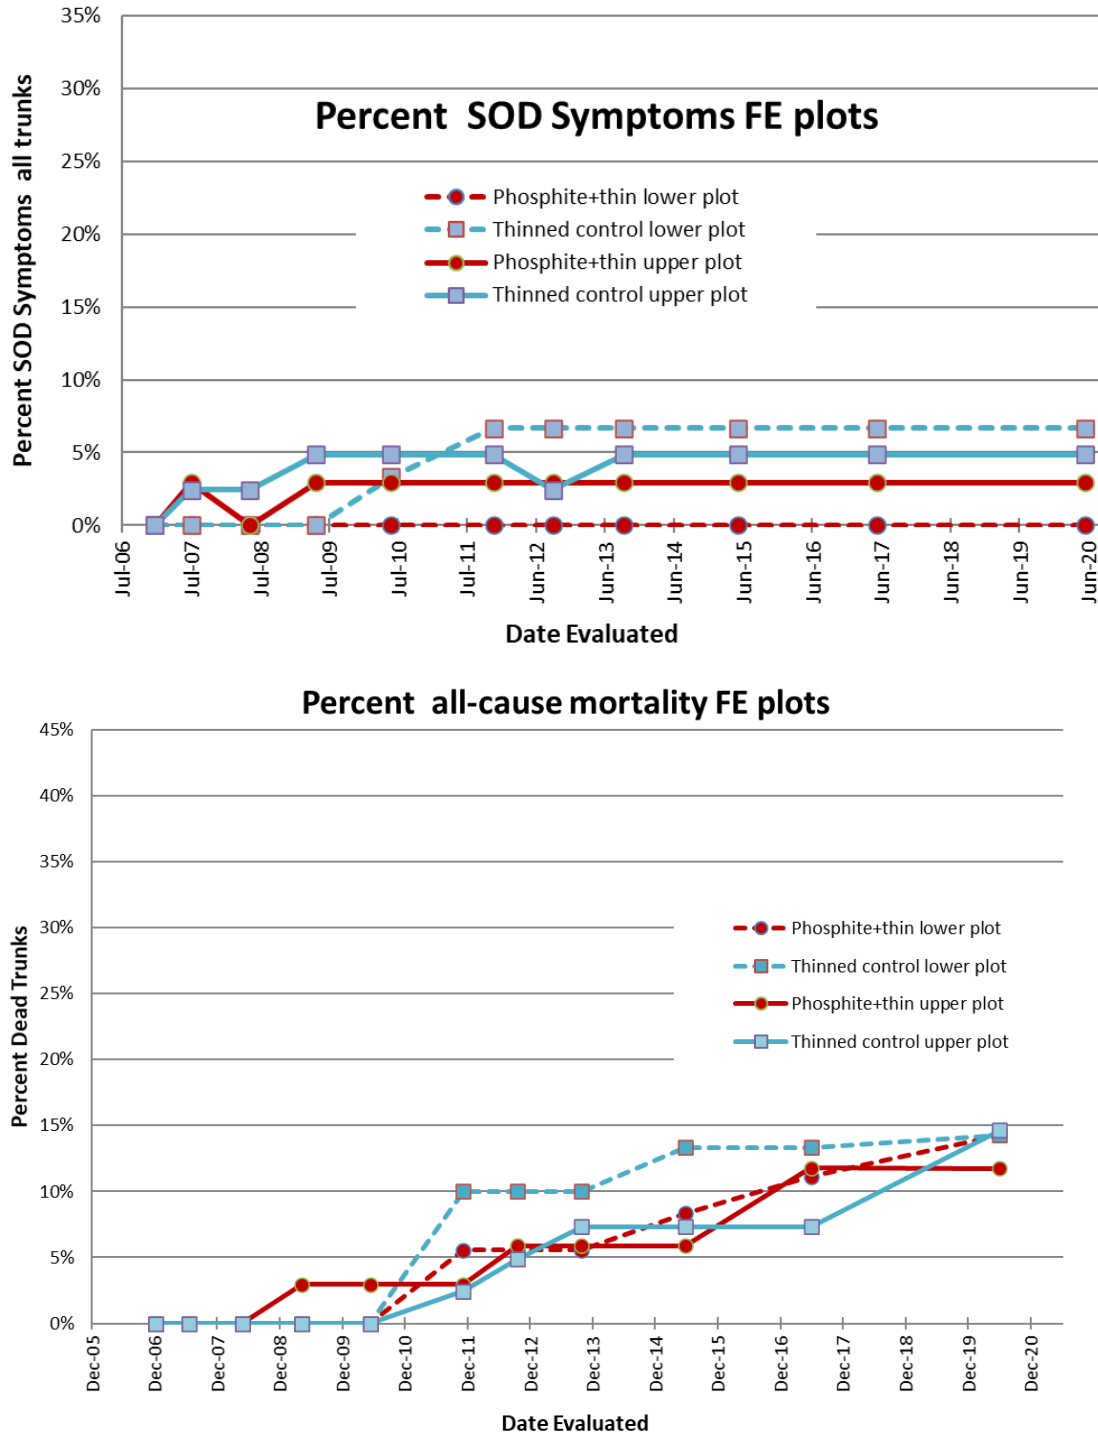 35%
30%
25%
20%
15%
10%
5%
0%
Percent SOD Symptoms all trunks
Percent SOD Symptoms FE plots
Phosphite+thin lower plot
Thinned control lower plot
Phosphite+thin upper plot
Thinned control upper plot
Jul-06
Jul-07
Jul-08
Jul-09
Jul-10
Jul-11
Jun-12
Jun-13
Jun-14
Jun-15
Jun-16
Jun-17
Jun-18
Jun-19
Jun-20
Date Evaluated
Percent all-cause mortality FE plots
45%
40%
35%
30%
25%
20%
15%
10%
5%
0%
Percent Dead Trunks
Phosphite+thin lower plot
Thinned control lower plot
Phosphite+thin upper plot
Thinned control upper plot
Dec-05
Dec-06
Dec-07
Dec-08
Dec-09
Dec-10
Dec-11
Dec-12
Dec-13
Dec-14
Dec-15
Dec-16
Dec-17
Dec-18
Dec-19
Dec-20
Date Evaluated